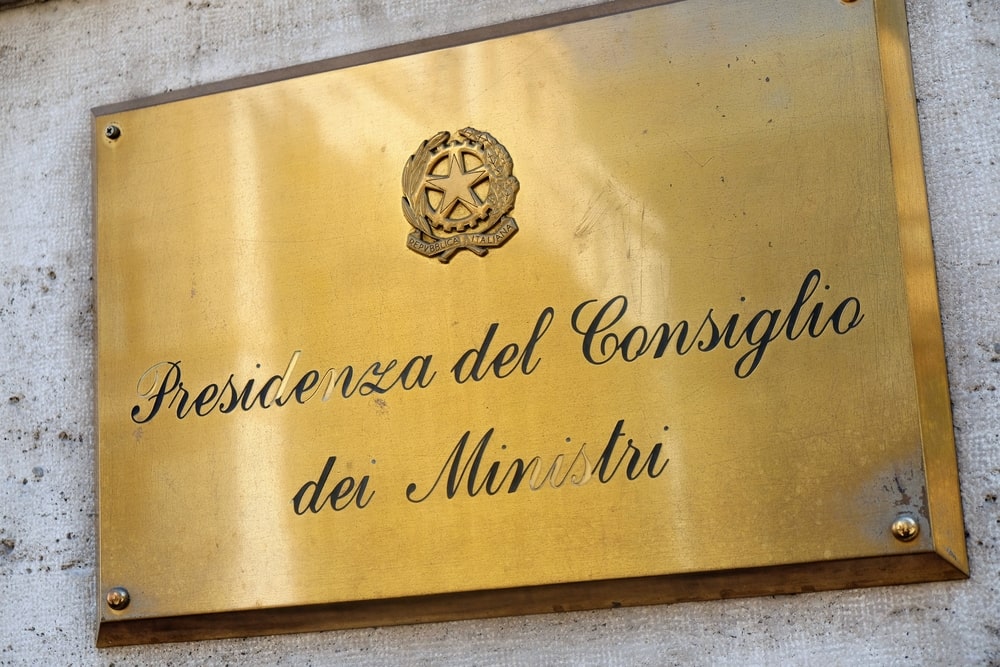 REPVBBLICA ITALIANA
Presidenza del Consiglio
dei Ministri